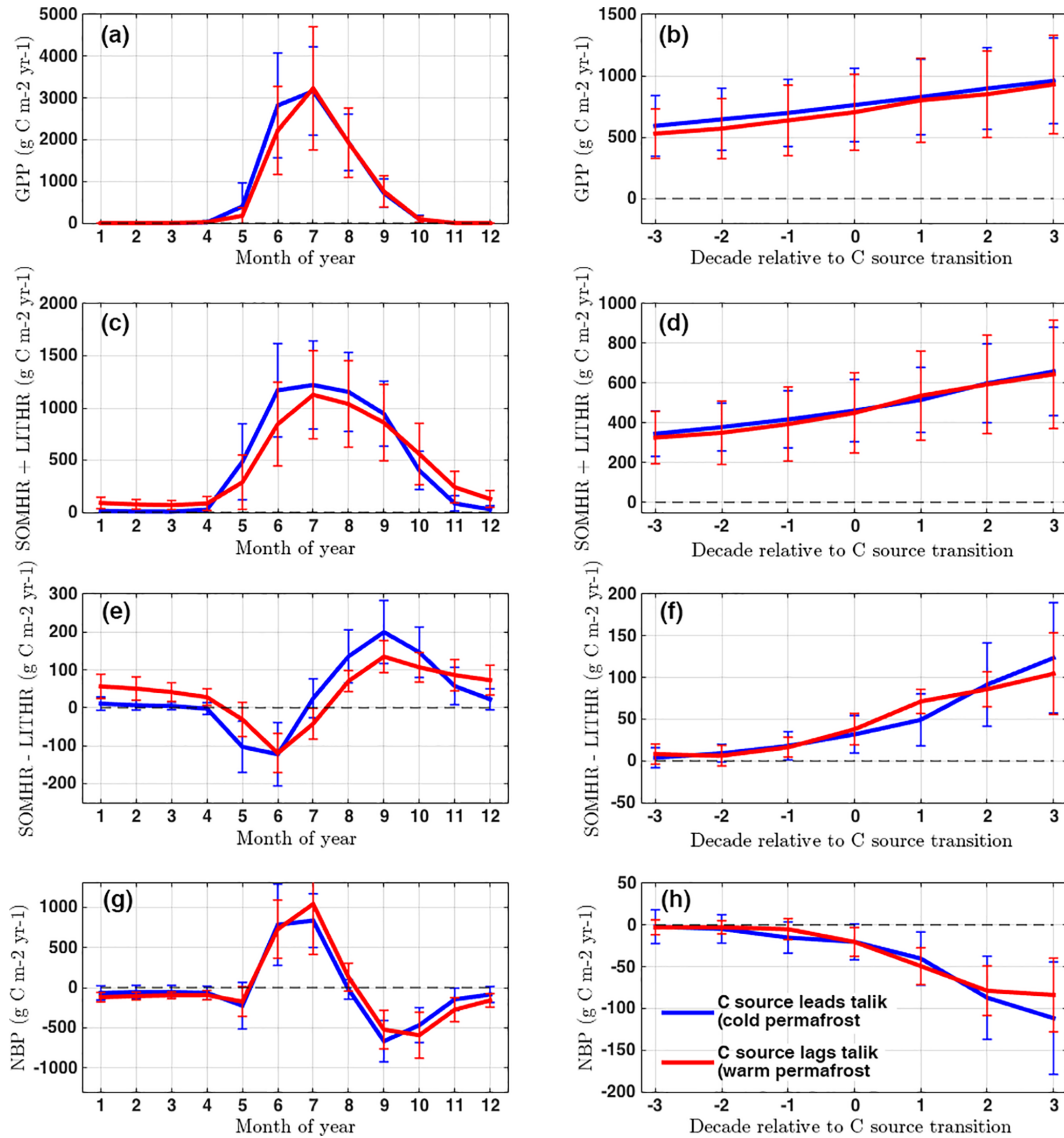 (a)
GPP (g C m-2 yr-1)
5000
4000
3000
2000
1000
0
1 2 3 4 5 6 7 8 9 10 11 12
Month of year
(b)
GPP (g C m-2 yr-1)
1500
1000
500
0
-3 -2 -1 0 1 2 3
Decade relative to C source transition
(c)
SOMHR + LITHR (g C m-2 yr-1)
2000
1500
1000
500
0
1 2 3 4 5 6 7 8 9 10 11 12
Month of year
(d)
SOMHR + LITHR (g C m-2 yr-1)
1000
800
600
400
200
0
-3 -2 -1 0 1 2 3
Decade relative to C source transition
(e)
SOMHR - LITHR (g C m-2 yr-1)
300
200
100
0
-100
-200
1 2 3 4 5 6 7 8 9 10 11 12
Month of year
(f)
SOMHR - LITHR (g C m-2 yr-1)
200
150
100
50
0
-50
-3 -2 -1 0 1 2 3
Decade relative to C source transition
(g)
NBP (g C m-2 yr-1)
1000
500
0
-500
-1000
1 2 3 4 5 6 7 8 9 10 11 12
Month of year
(h)
NBP (g C m-2 yr-1)
50
0
-50
-100
-150
-200
C source leads talik
(cold permafrost
C source lags talik
(warm permafrost
-3 -2 -1 0 1 2 3
Decade relative to C source transition